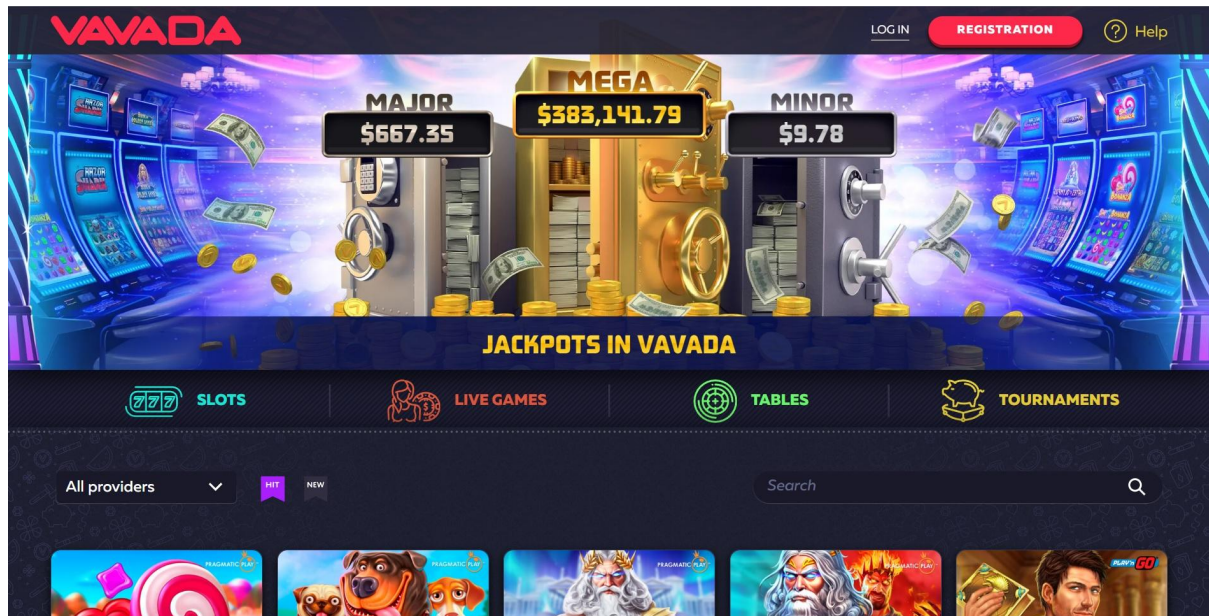 VAVADA
LOG IN
REGISTRATION
? Help
MAJOR
$667.35
MEGA
$383,141.79
MINOR
$9.78
JACKPOTS IN VAVADA
777 SLOTS
LIVE GAMES
TABLES
TOURNAMENTS
All providers
HIT
NEW
Search
PRAGMATIC PLAY
PRAGMATIC PLAY
PRAGMATIC PLAY
PRAGMATIC PLAY
PLAY'n GO